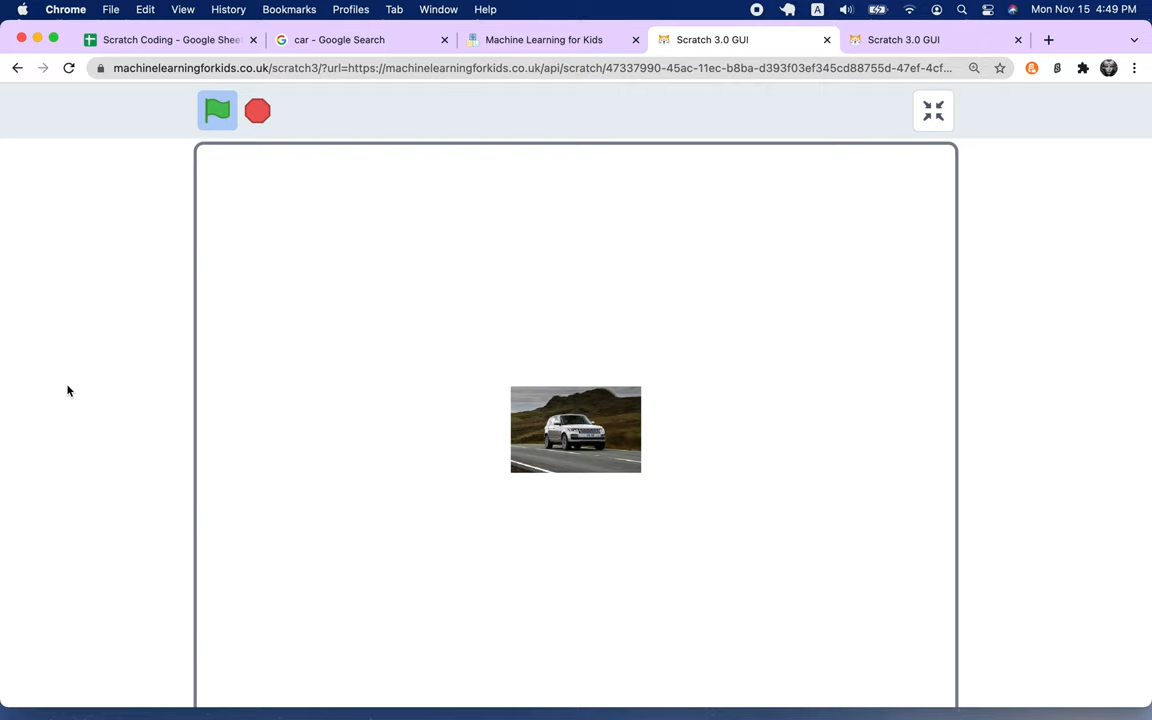 Chrome File Edit View History Bookmarks Profiles Tab Window Help A Mon Nov 15 4:49 PM
Scratch Coding - Google Shee car - Google Search Machine Learning for Kids Scratch 3.0 GUI Scratch 3.0 GUI
machinelearningforkids.co.uk/scratch3/?url=https://machinelearningforkids.co.uk/api/scratch/47337990-45ac-11ec-b8ba-d393f03ef345cd88755d-47ef-4cf...